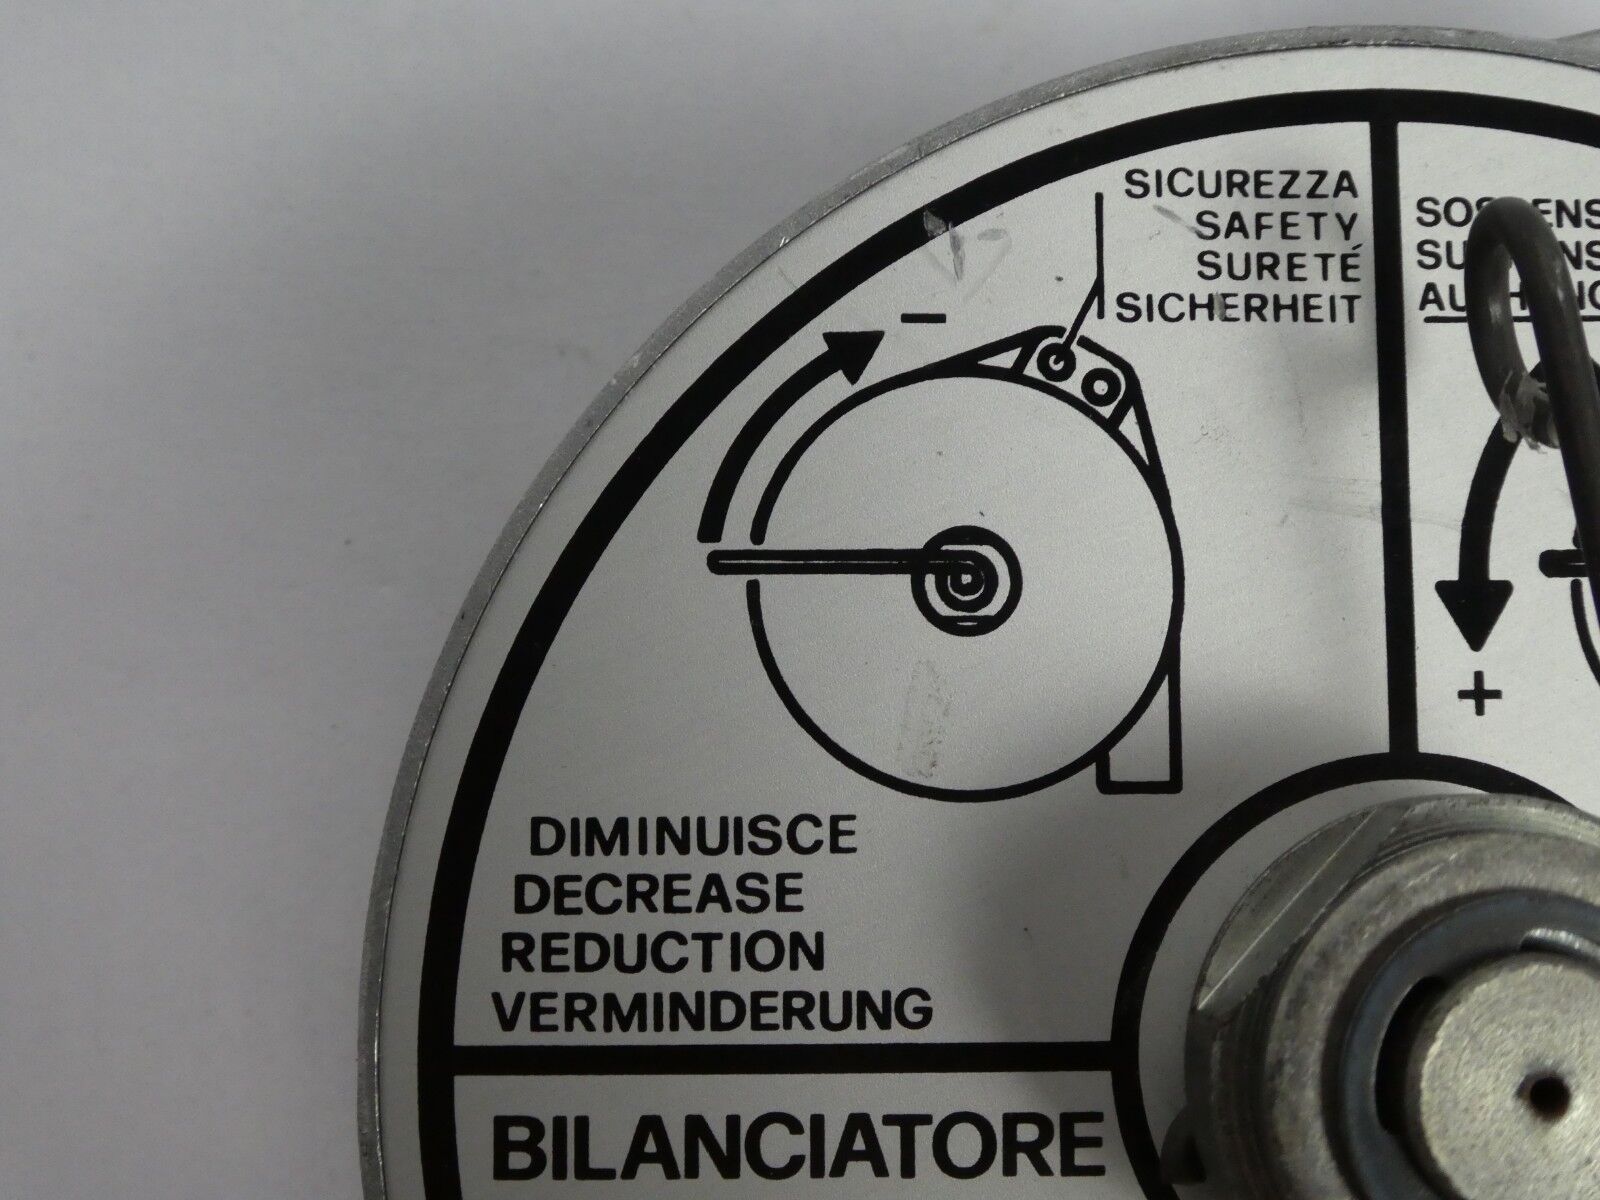 SICUREZZA
SAFETY
SURETÉ
SICHERHEIT
−
+
DIMINUISCE
DECREASE
REDUCTION
VERMINDERUNG
BILANCIATORE